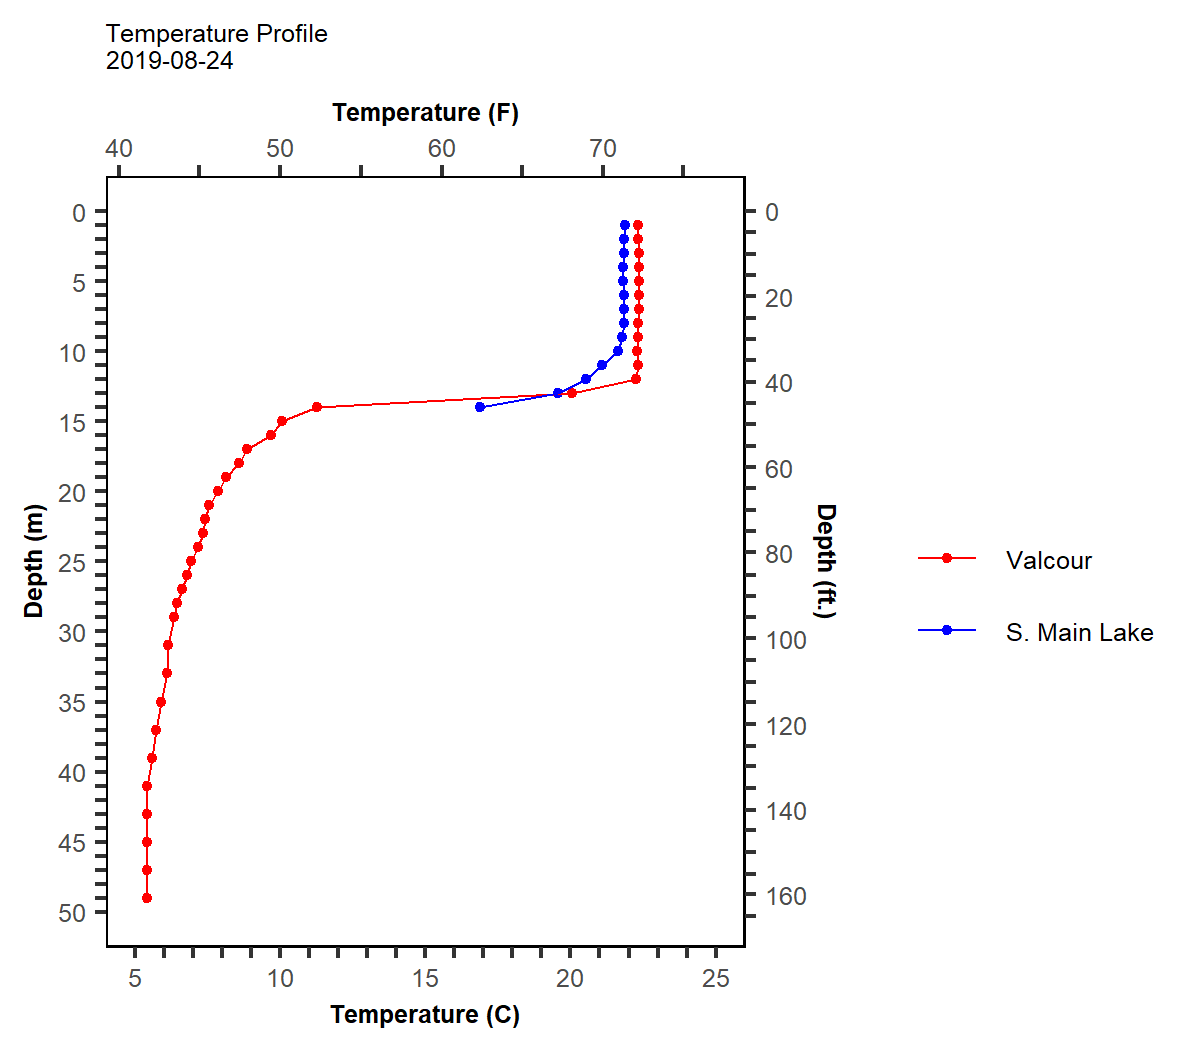 Temperature Profile
2019-08-24
Temperature (F)
40 50 60 70
0
5
10
15
20
25
30
35
40
45
50
Depth (m)
0
20
40
60
80
100
120
140
160
Depth (ft.)
Valcour
S. Main Lake
5 10 15 20 25
Temperature (C)